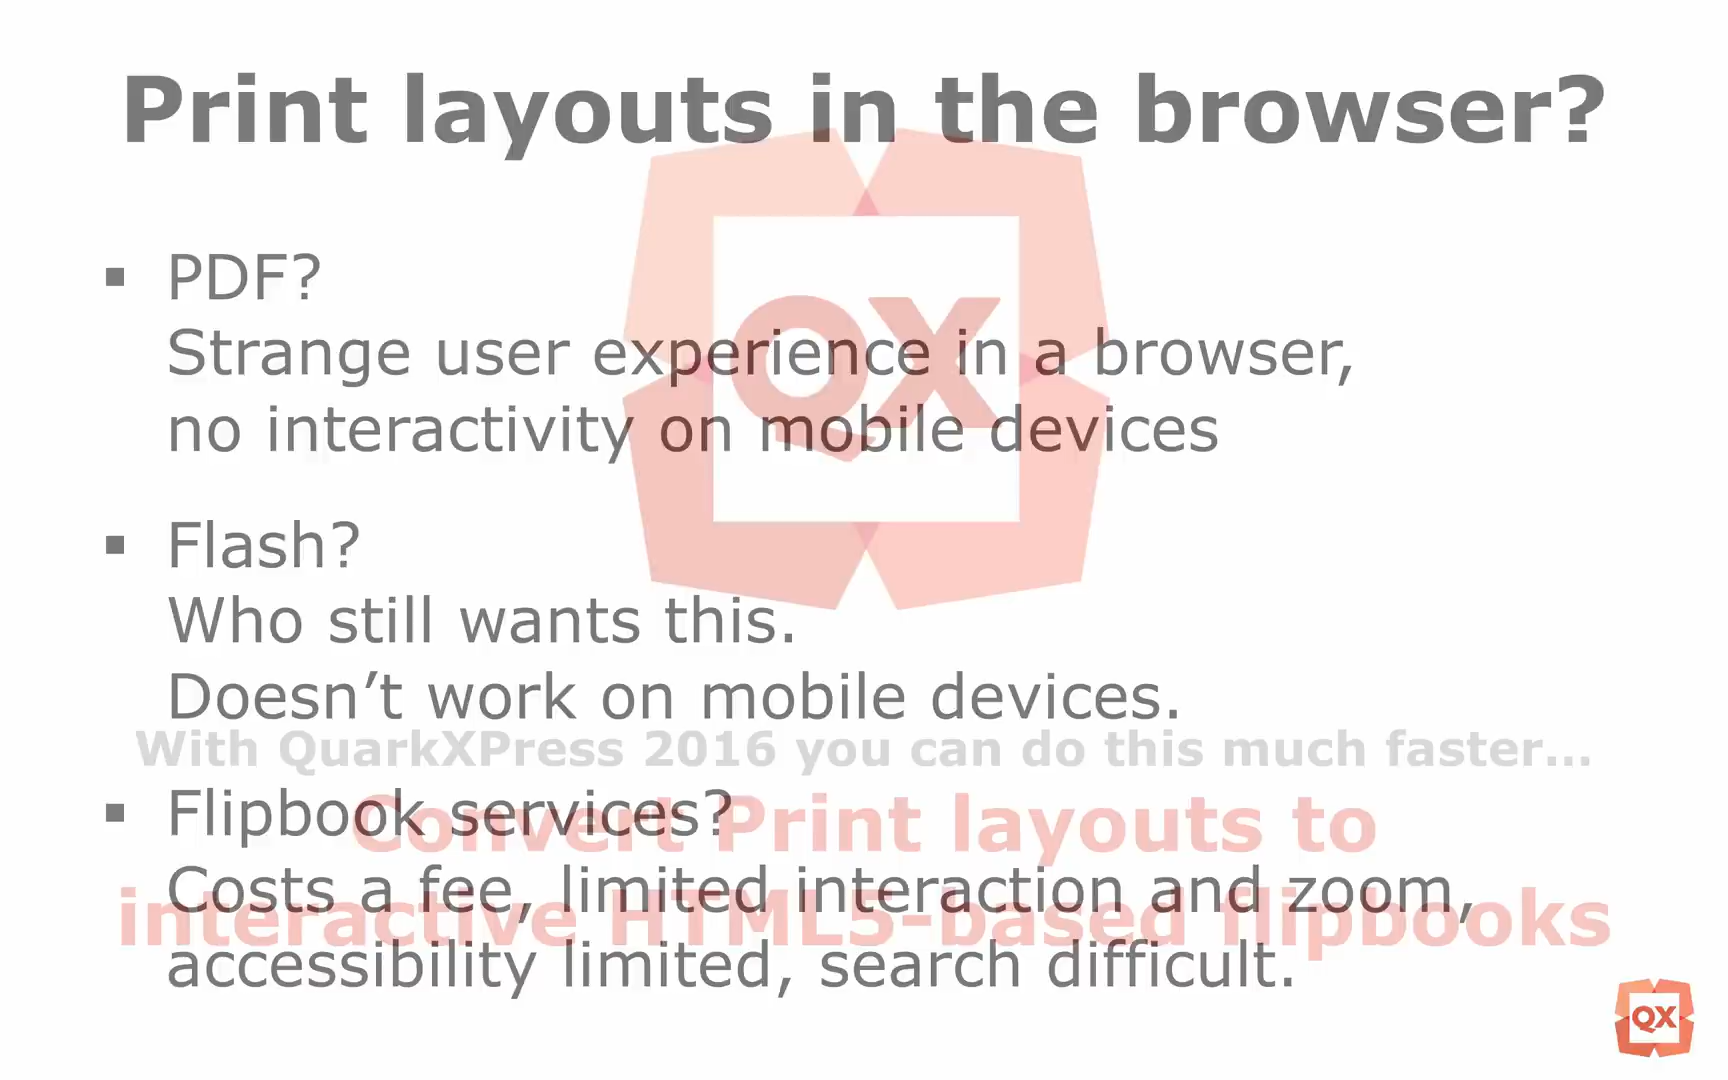 Print layouts in the browser?
QX
▪ PDF?
Strange user experience in a browser,
no interactivity on mobile devices
▪ Flash?
Who still wants this.
Doesn’t work on mobile devices.
With QuarkXPress 2016 you can do this much faster...
▪ Flipbook services?
Convert Print layouts to
Costs a fee, limited interaction and zoom,
interactive HTML5-based flipbooks
accessibility limited, search difficult.
QX